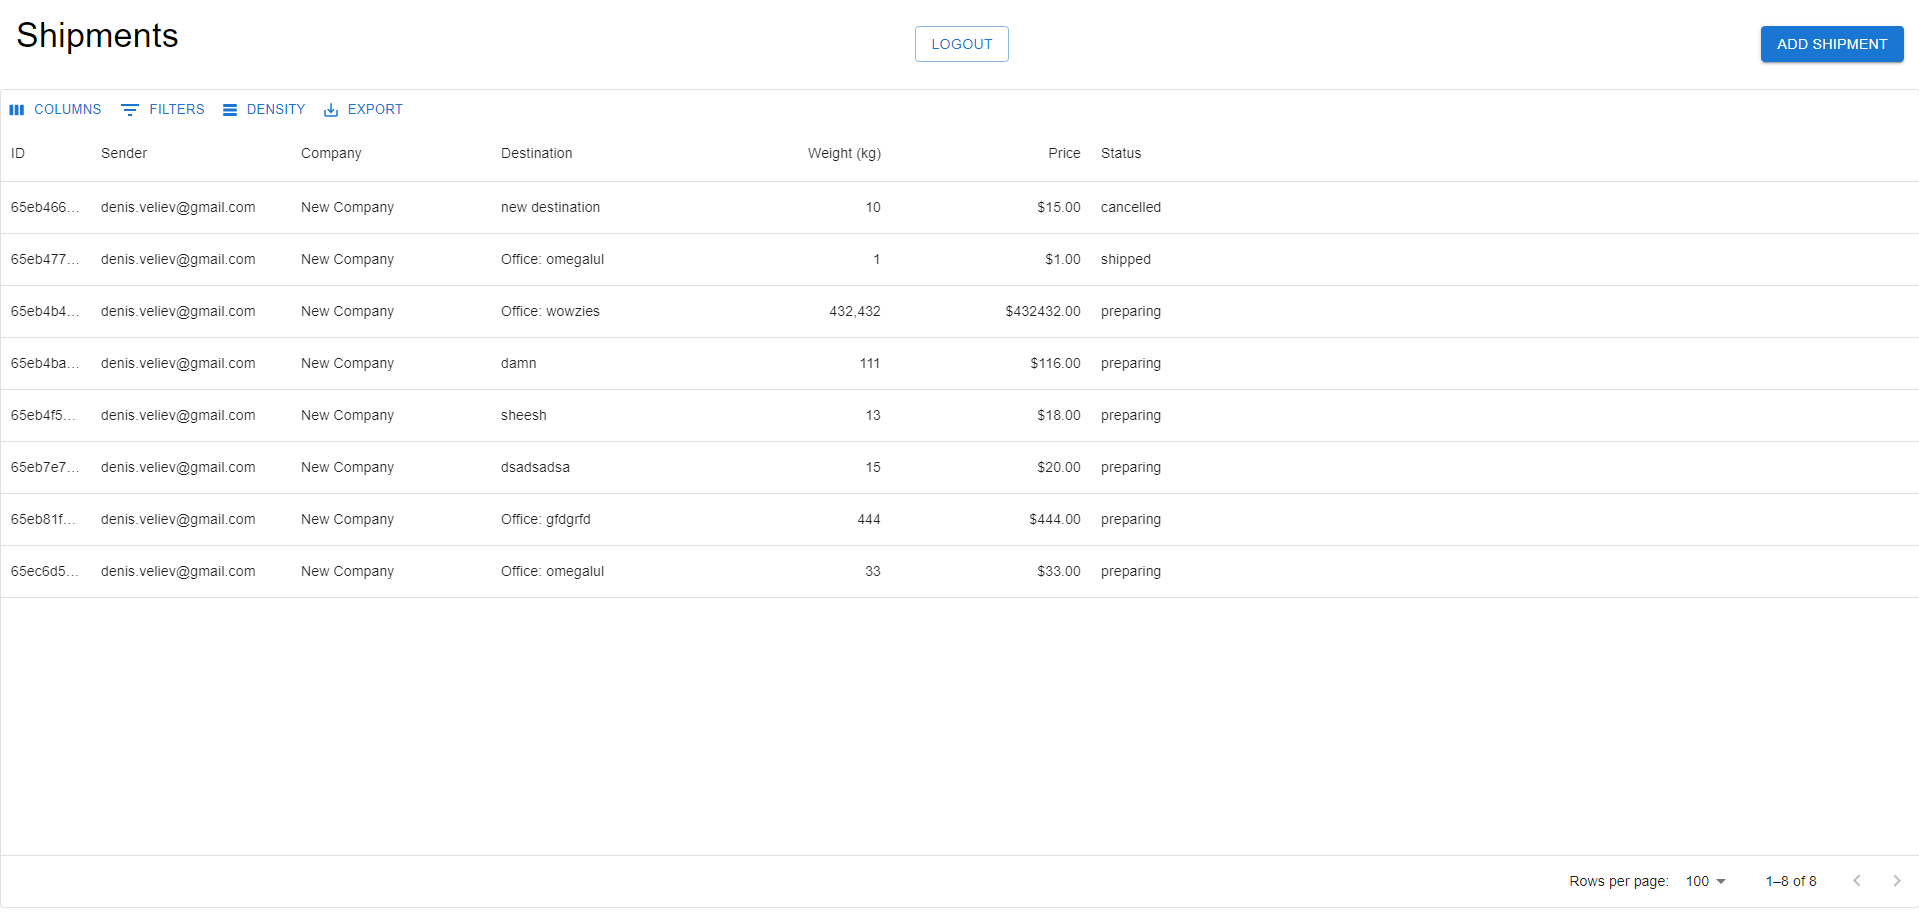 Shipments
LOGOUT
ADD SHIPMENT
COLUMNS FILTERS DENSITY EXPORT
ID Sender Company Destination Weight (kg) Price Status
65eb466… denis.veliev@gmail.com New Company new destination 10 $15.00 cancelled
65eb477… denis.veliev@gmail.com New Company Office: omegalul 1 $1.00 shipped
65eb4b4… denis.veliev@gmail.com New Company Office: wowzies 432,432 $432432.00 preparing
65eb4ba… denis.veliev@gmail.com New Company damn 111 $116.00 preparing
65eb4f5… denis.veliev@gmail.com New Company sheesh 13 $18.00 preparing
65eb7e7… denis.veliev@gmail.com New Company dsadsadsa 15 $20.00 preparing
65eb81f… denis.veliev@gmail.com New Company Office: gfdgrfd 444 $444.00 preparing
65ec6d5… denis.veliev@gmail.com New Company Office: omegalul 33 $33.00 preparing
Rows per page: 100 1–8 of 8